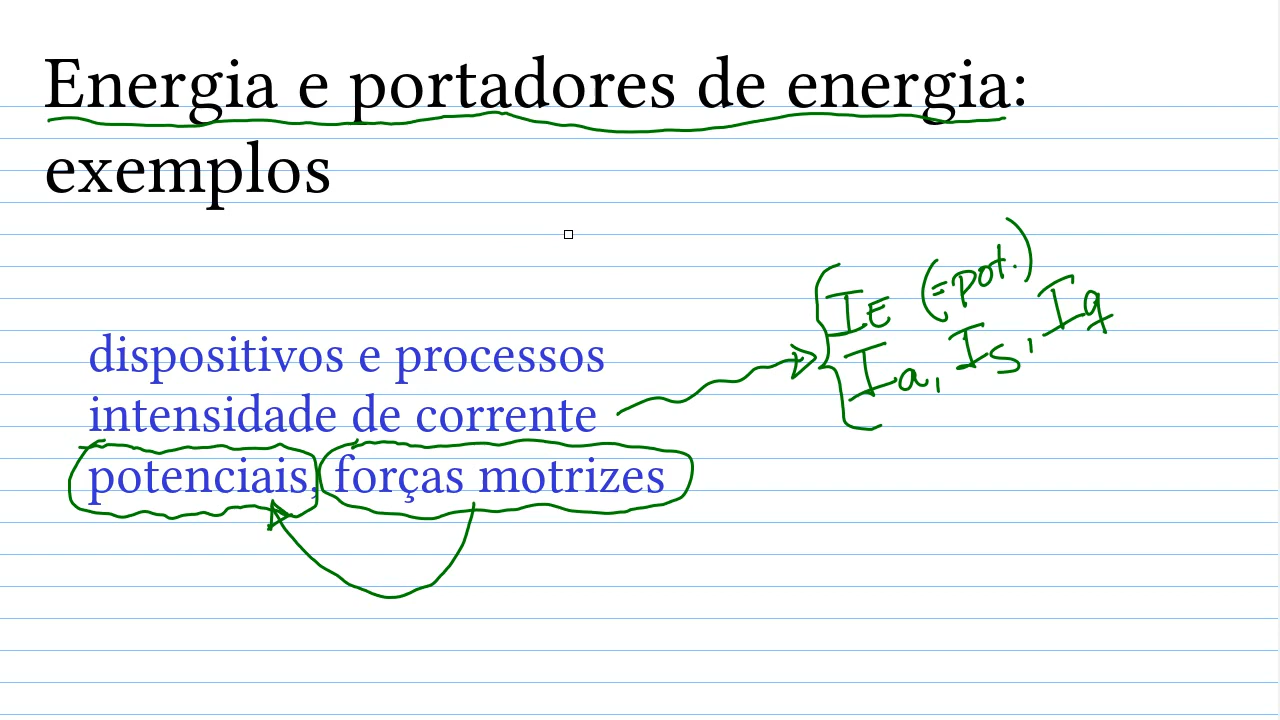 Energia e portadores de energia:
exemplos
dispositivos e processos
intensidade de corrente
potenciais, forças motrizes
IE (=pot.)
Ia, IS, Iq